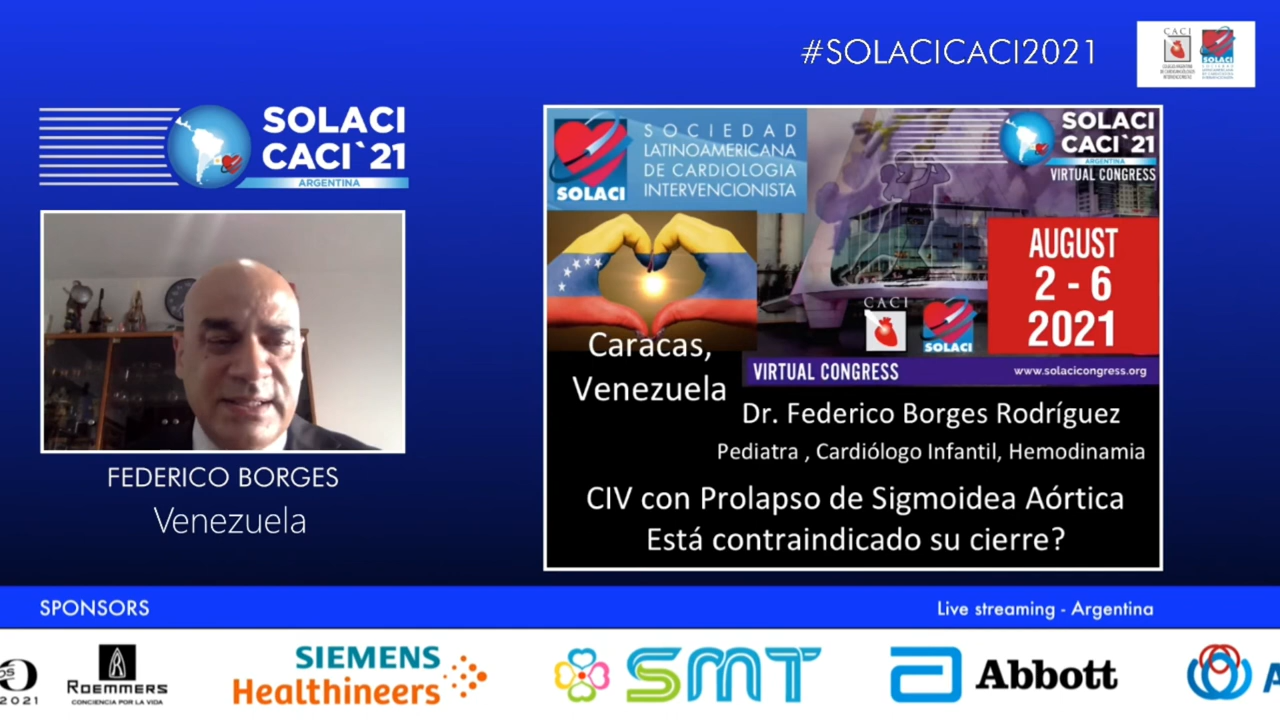 #SOLACICACI2021
CACI
SOLACI
SOLACI
CACI`21
ARGENTINA
FEDERICO BORGES
Venezuela
SOLACI
SOCIEDAD
LATINOAMERICANA
DE CARDIOLOGIA
INTERVENCIONISTA
SOLACI
CACI`21
ARGENTINA
VIRTUAL CONGRESS
AUGUST
2 - 6
2021
CACI
SOLACI
VIRTUAL CONGRESS
www.solacicongress.org
Caracas,
Venezuela
Dr. Federico Borges Rodríguez
Pediatra , Cardiólogo Infantil, Hemodinamia
CIV con Prolapso de Sigmoidea Aórtica
Está contraindicado su cierre?
SPONSORS
Live streaming - Argentina
2021
ROEMMERS
CONCIENCIA POR LA VIDA
SIEMENS
Healthineers
SMT
Abbott